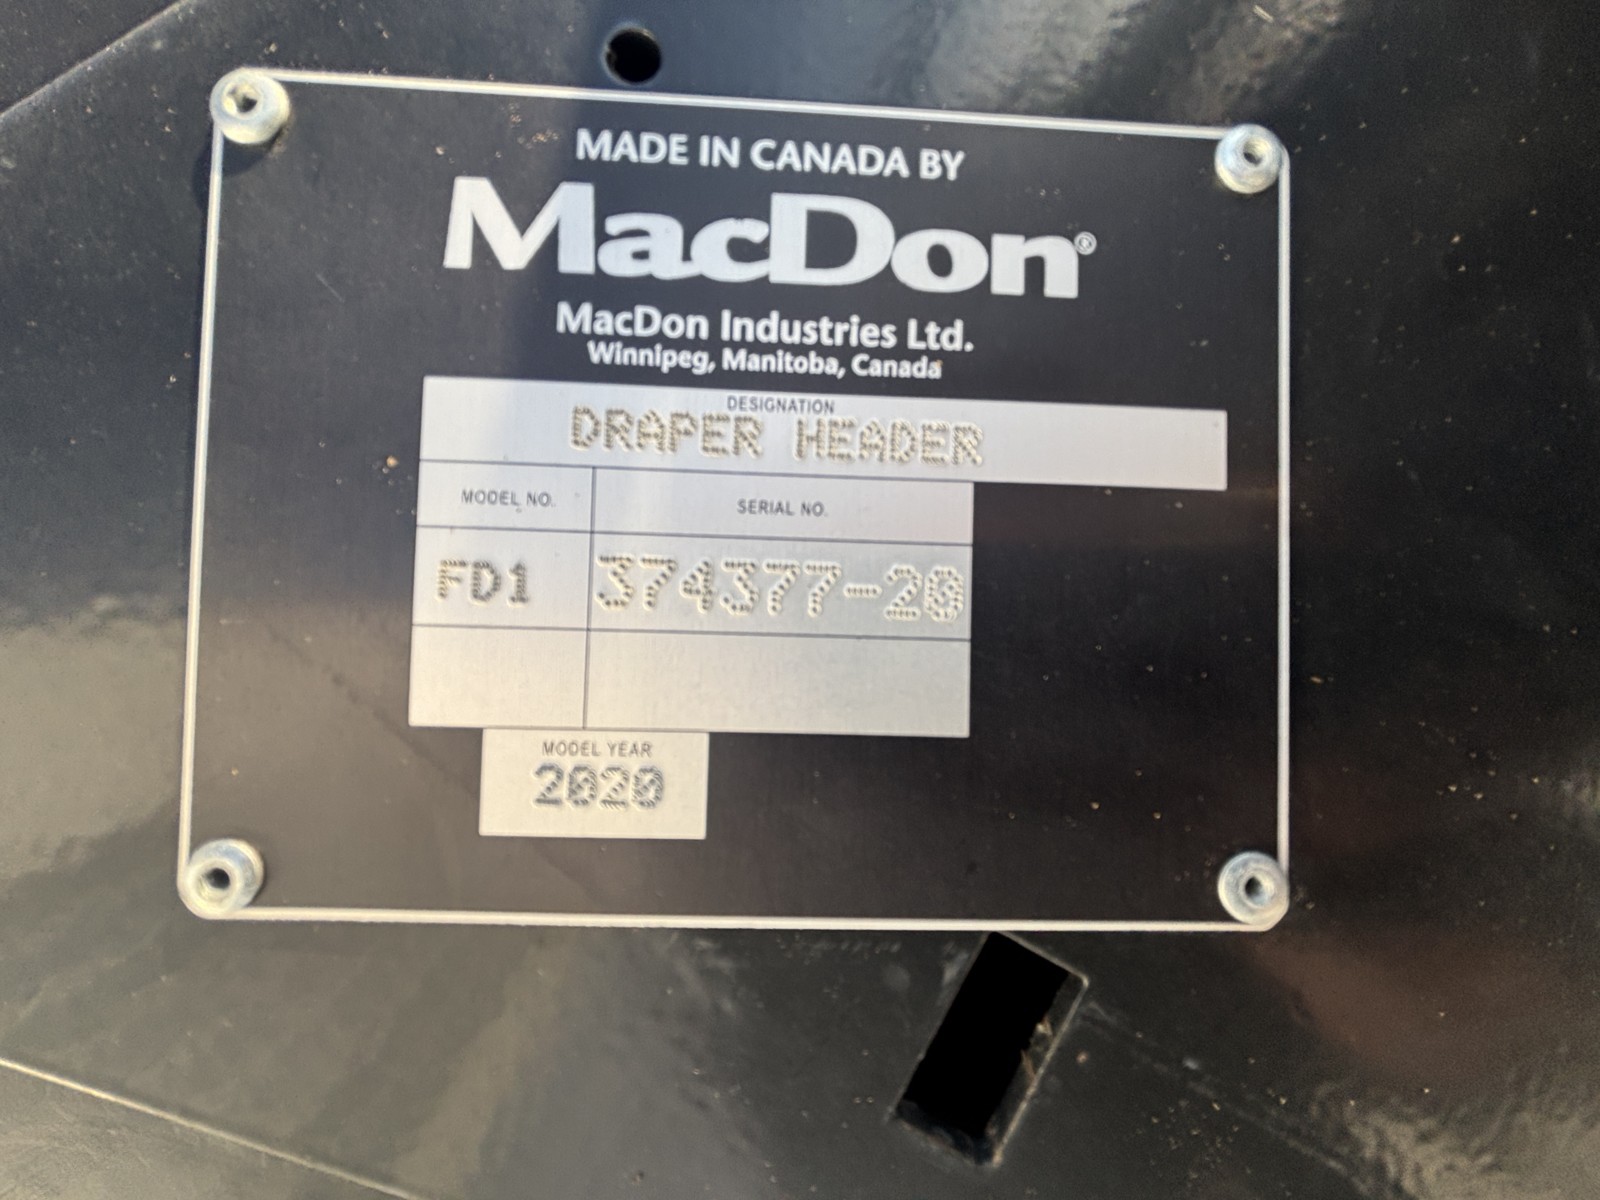 MADE IN CANADA BY
MacDon®
MacDon Industries Ltd.
Winnipeg, Manitoba, Canada
DESIGNATION
DRAPER HEADER
MODEL NO. SERIAL NO.
FD1 374377-20
MODEL YEAR
2020